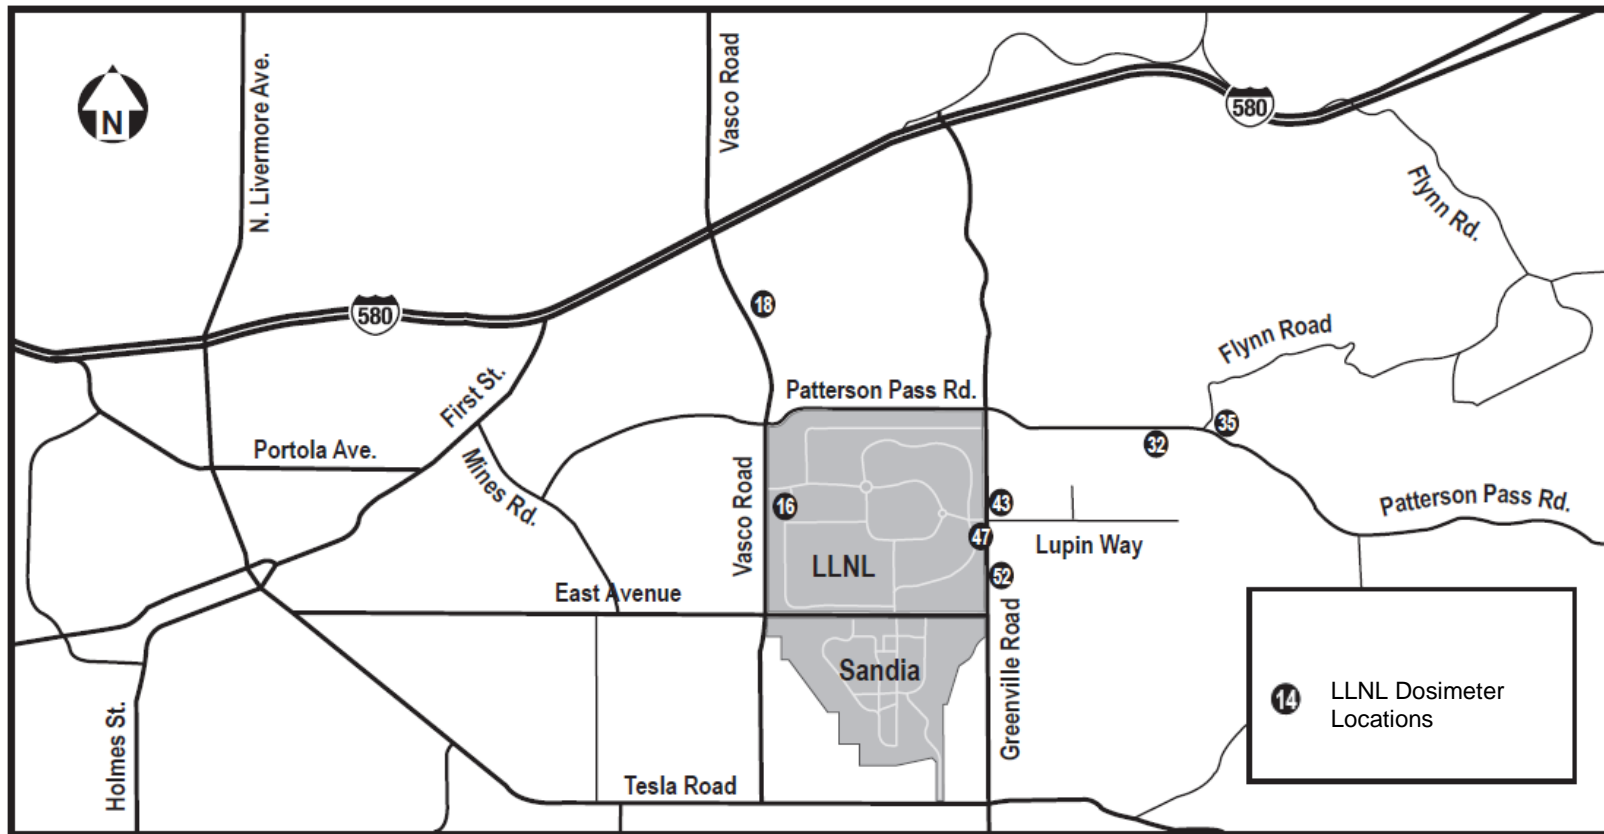 N
N. Livermore Ave.
Vasco Road
580
Flynn Rd.
18
580
Flynn Road
First St.
Patterson Pass Rd.
35
32
Portola Ave.
Mines Rd.
Vasco Road
16
43
Patterson Pass Rd.
47
Lupin Way
LLNL
52
East Avenue
Greenville Road
Sandia
14
LLNL Dosimeter
Locations
Holmes St.
Tesla Road